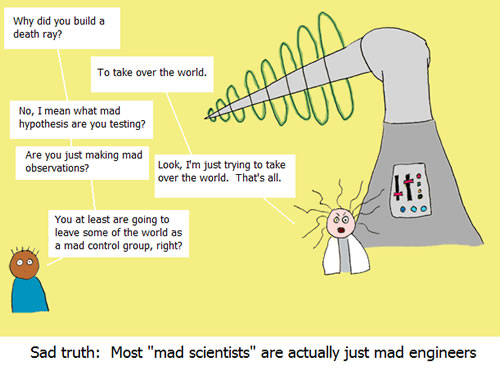 Why did you build a
death ray?
To take over the world.
No, I mean what mad
hypothesis are you testing?
Are you just making mad
observations?
Look, I'm just trying to take
over the world.  That's all.
You at least are going to
leave some of the world as
a mad control group, right?
Sad truth:  Most "mad scientists" are actually just mad engineers